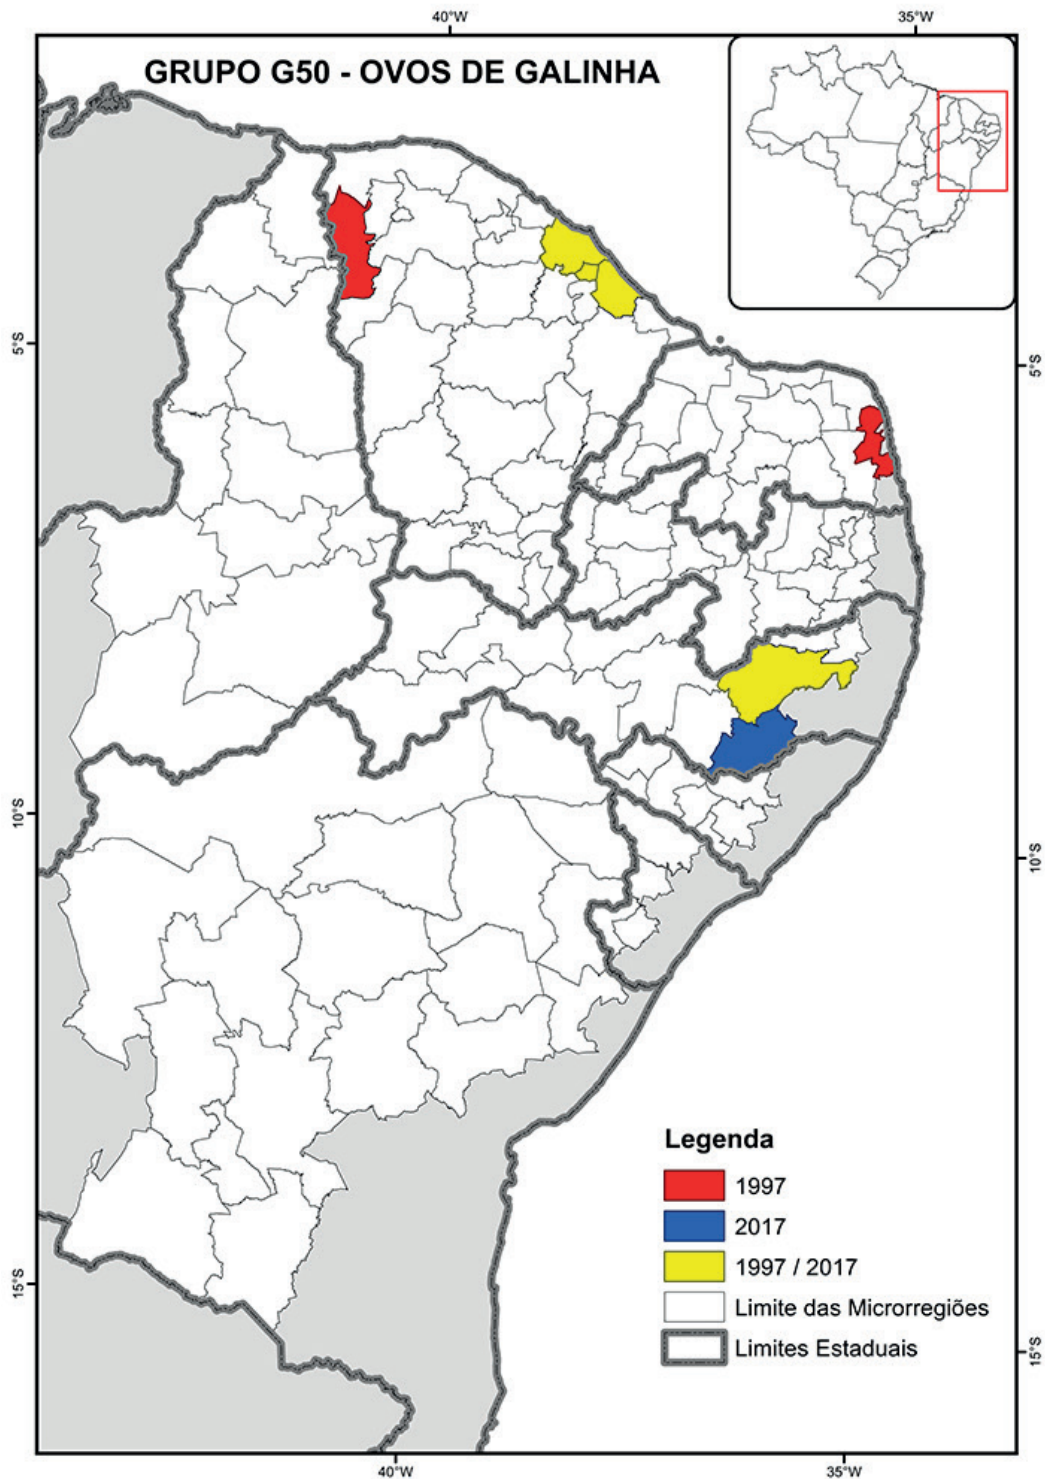 40°W
35°W
GRUPO G50 - OVOS DE GALINHA
5°S
5°S
10°S
10°S
Legenda
1997
2017
1997 / 2017
Limite das Microrregiões
Limites Estaduais
15°S
15°S
40°W
35°W